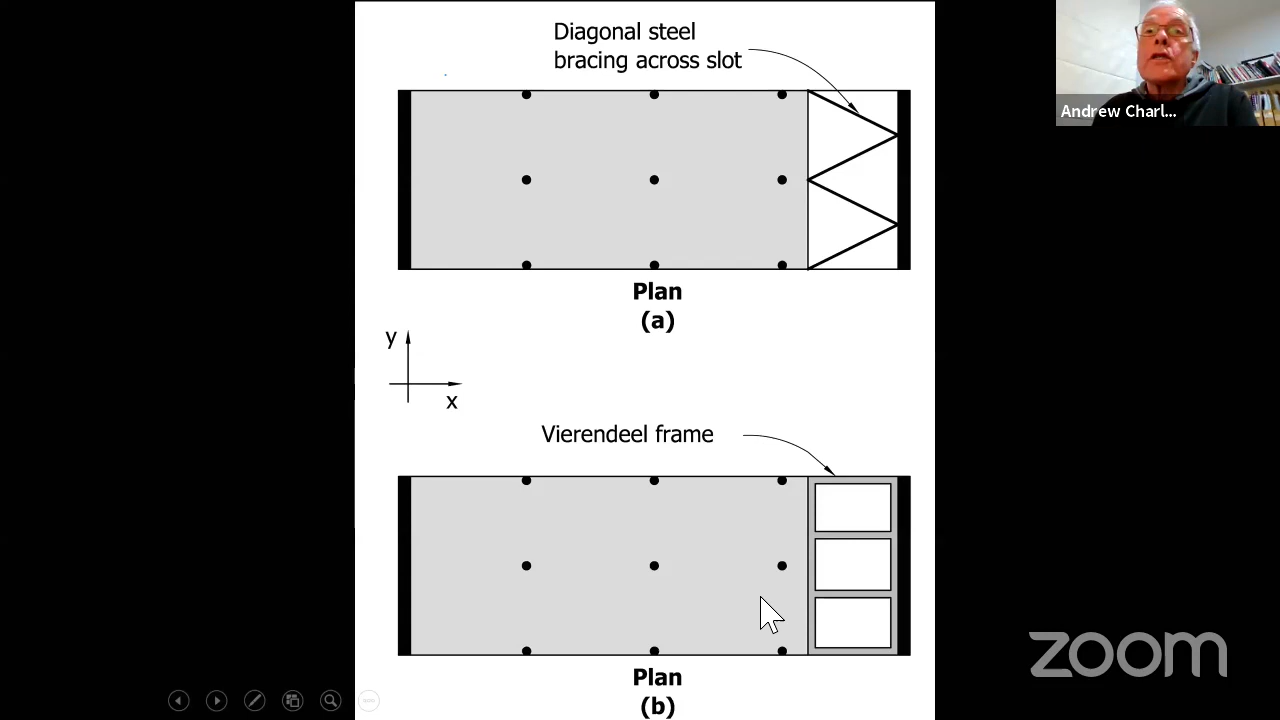 Diagonal steel
bracing across slot
Andrew Charl...
Plan
(a)
y
x
Vierendeel frame
Plan
(b)
zoom